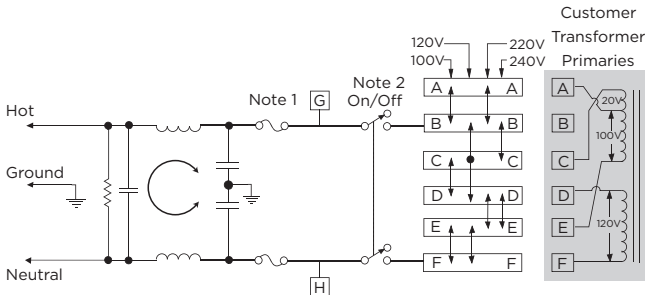 Customer
Transformer
Primaries
120V
100V
220V
240V
Note 1
G
Note 2
On/Off
Hot
Ground
Neutral
H
A A
B B
C C
D D
E E
F F
A
B
C
D
E
F
20V
100V
120V